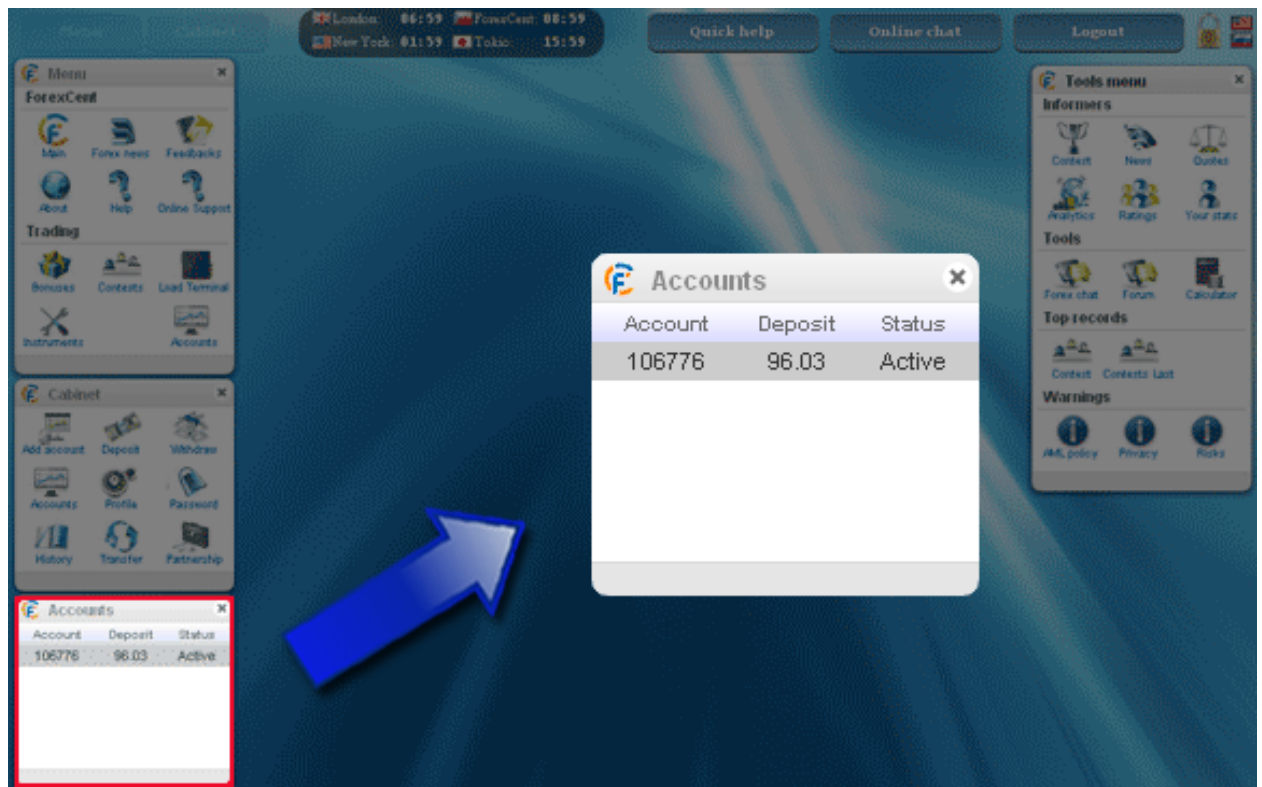 Menu Cabinet
London: 06:59 ForexCent: 08:59
New York: 01:59 Tokio: 15:59
Quick help
Online chat
Logout
Menu
ForexCent
Main Forex news Feedbacks
About Help Online Support
Trading
Bonuses Contests Load Terminal
Instruments Accounts
Cabinet
Add account Deposit Withdraw
Accounts Profile Password
History Transfer Partnership
Accounts
Account Deposit Status
106776 96.03 Active
Accounts
Account Deposit Status
106776 96.03 Active
Tools menu
Informers
Contest News Quotes
Analytics Ratings Your stats
Tools
Forex chat Forum Calculator
Top records
Contest Contests Last
Warnings
AML policy Privacy Risks